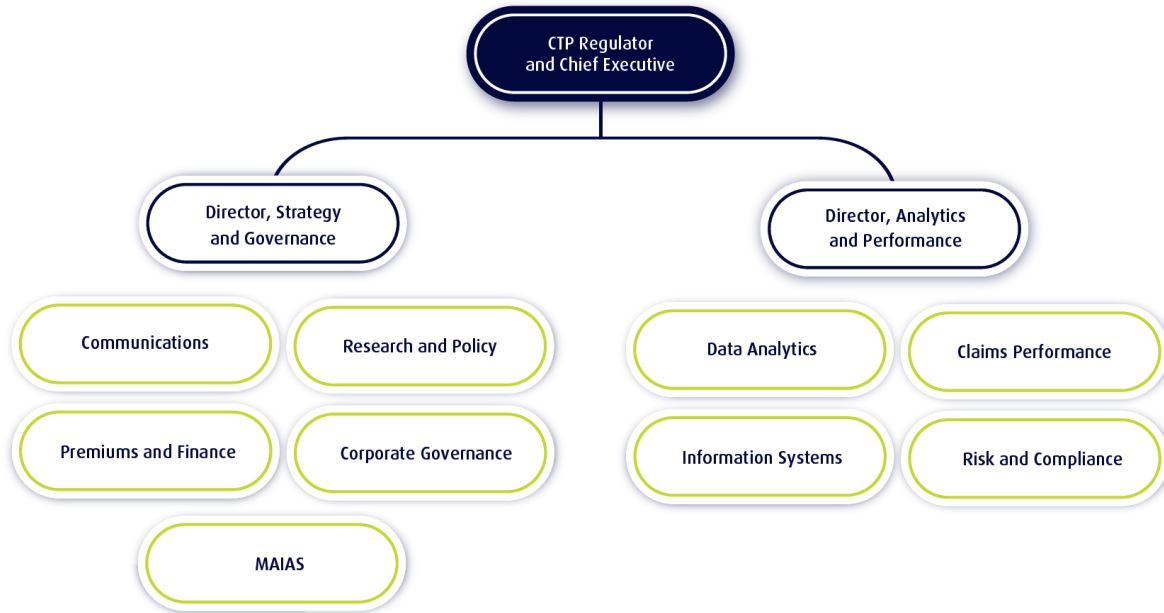 CTP Regulator
and Chief Executive
Director, Strategy
and Governance
Director, Analytics
and Performance
Communications
Research and Policy
Premiums and Finance
Corporate Governance
MAIAS
Data Analytics
Claims Performance
Information Systems
Risk and Compliance